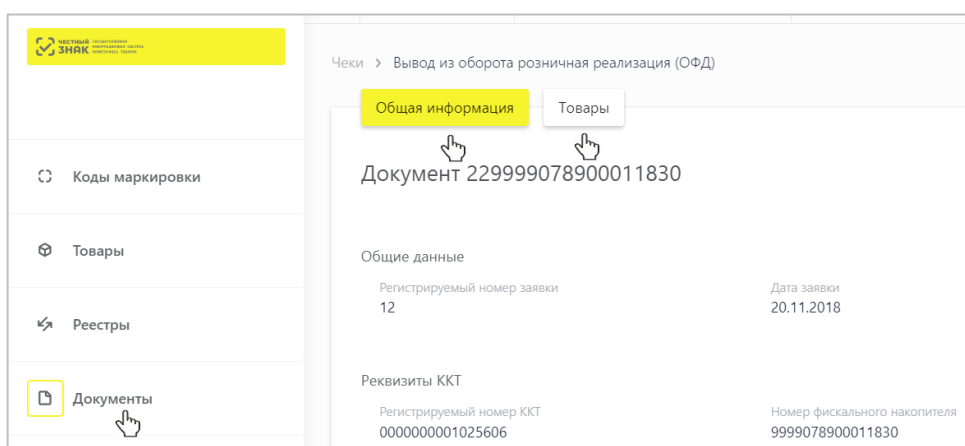 ЧЕСТНЫЙ
ЗНАК
Чеки > Вывод из оборота розничная реализация (ОФД)
Общая информация
Товары
Документ 229999078900011830
Коды маркировки
Товары
Реестры
Документы
Общие данные
Регистрируемый номер заявки
12
Дата заявки
20.11.2018
Реквизиты ККТ
Регистрируемый номер ККТ
0000000001025606
Номер фискального накопителя
9999078900011830